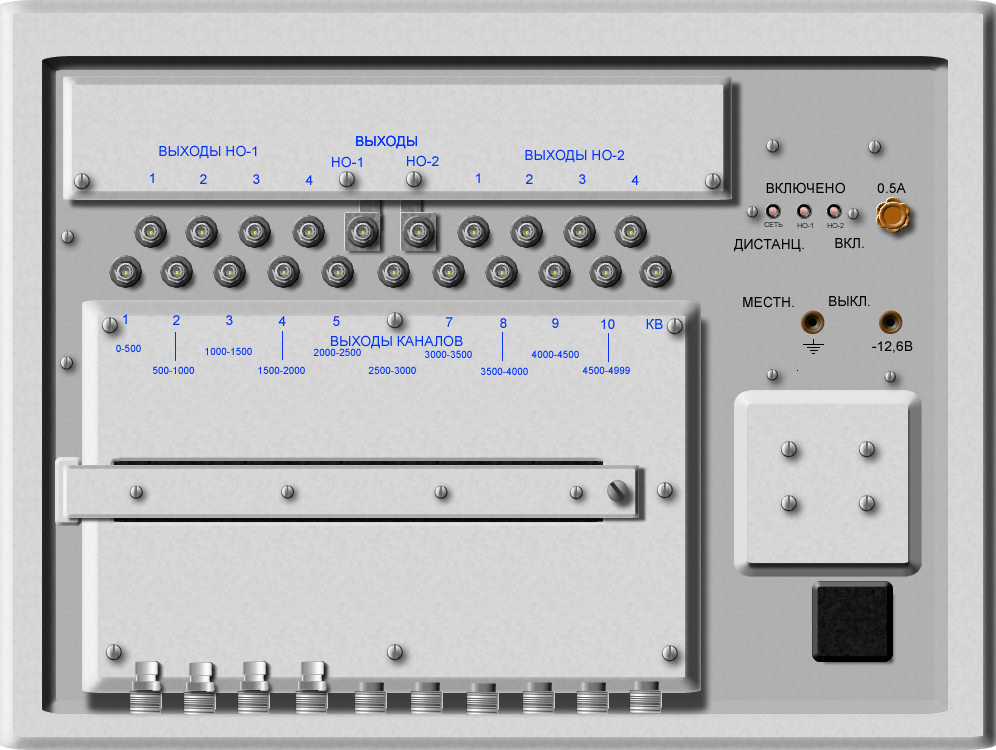 ВЫХОДЫ
ВЫХОДЫ НО-1
ВЫХОДЫ НО-2
НО-1
НО-2
1 2 3 4
1 2 3 4
ВКЛЮЧЕНО
0.5А
СЕТЬ НО-1 НО-2
ДИСТАНЦ. ВКЛ.
МЕСТН. ВЫКЛ.
-12,6В
1 2 3 4 5 7 8 9 10 КВ
ВЫХОДЫ КАНАЛОВ
0-500
1000-1500
2000-2500
3000-3500
4000-4500
500-1000
1500-2000
2500-3000
3500-4000
4500-4999